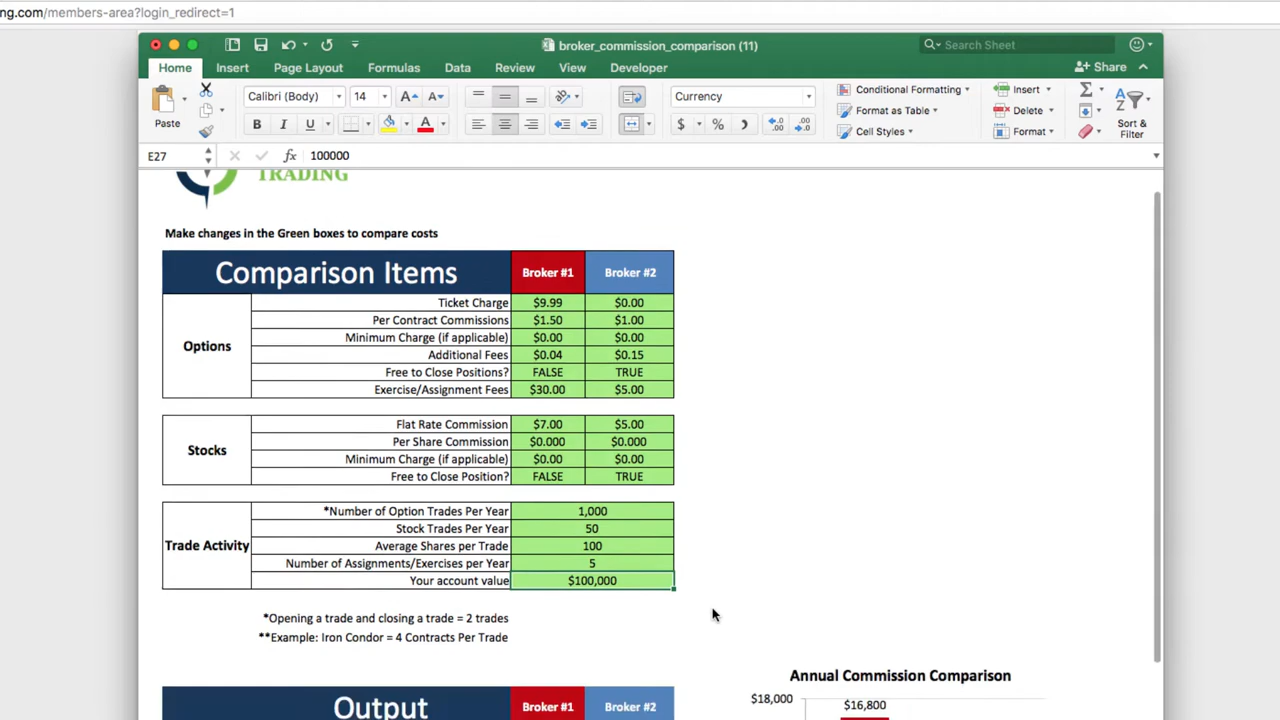 ng.com/members-area?login_redirect=1
broker_commission_comparison (11)
Search Sheet
Home Insert Page Layout Formulas Data Review View Developer
Share
Paste
Calibri (Body) 14 A A
B I U A
Currency
$ % .0 .00 .00 .0
Conditional Formatting
Format as Table
Cell Styles
Insert
Delete
Format
Sort &
Filter
E27 fx 100000
TRADING
Make changes in the Green boxes to compare costs
Comparison Items Broker #1 Broker #2
Options
Ticket Charge $9.99 $0.00
Per Contract Commissions $1.50 $1.00
Minimum Charge (if applicable) $0.00 $0.00
Additional Fees $0.04 $0.15
Free to Close Positions? FALSE TRUE
Exercise/Assignment Fees $30.00 $5.00
Stocks
Flat Rate Commission $7.00 $5.00
Per Share Commission $0.000 $0.000
Minimum Charge (if applicable) $0.00 $0.00
Free to Close Position? FALSE TRUE
Trade Activity
*Number of Option Trades Per Year 1,000
Stock Trades Per Year 50
Average Shares per Trade 100
Number of Assignments/Exercises per Year 5
Your account value $100,000
*Opening a trade and closing a trade = 2 trades
**Example: Iron Condor = 4 Contracts Per Trade
Output Broker #1 Broker #2
Annual Commission Comparison
$18,000
$16,800